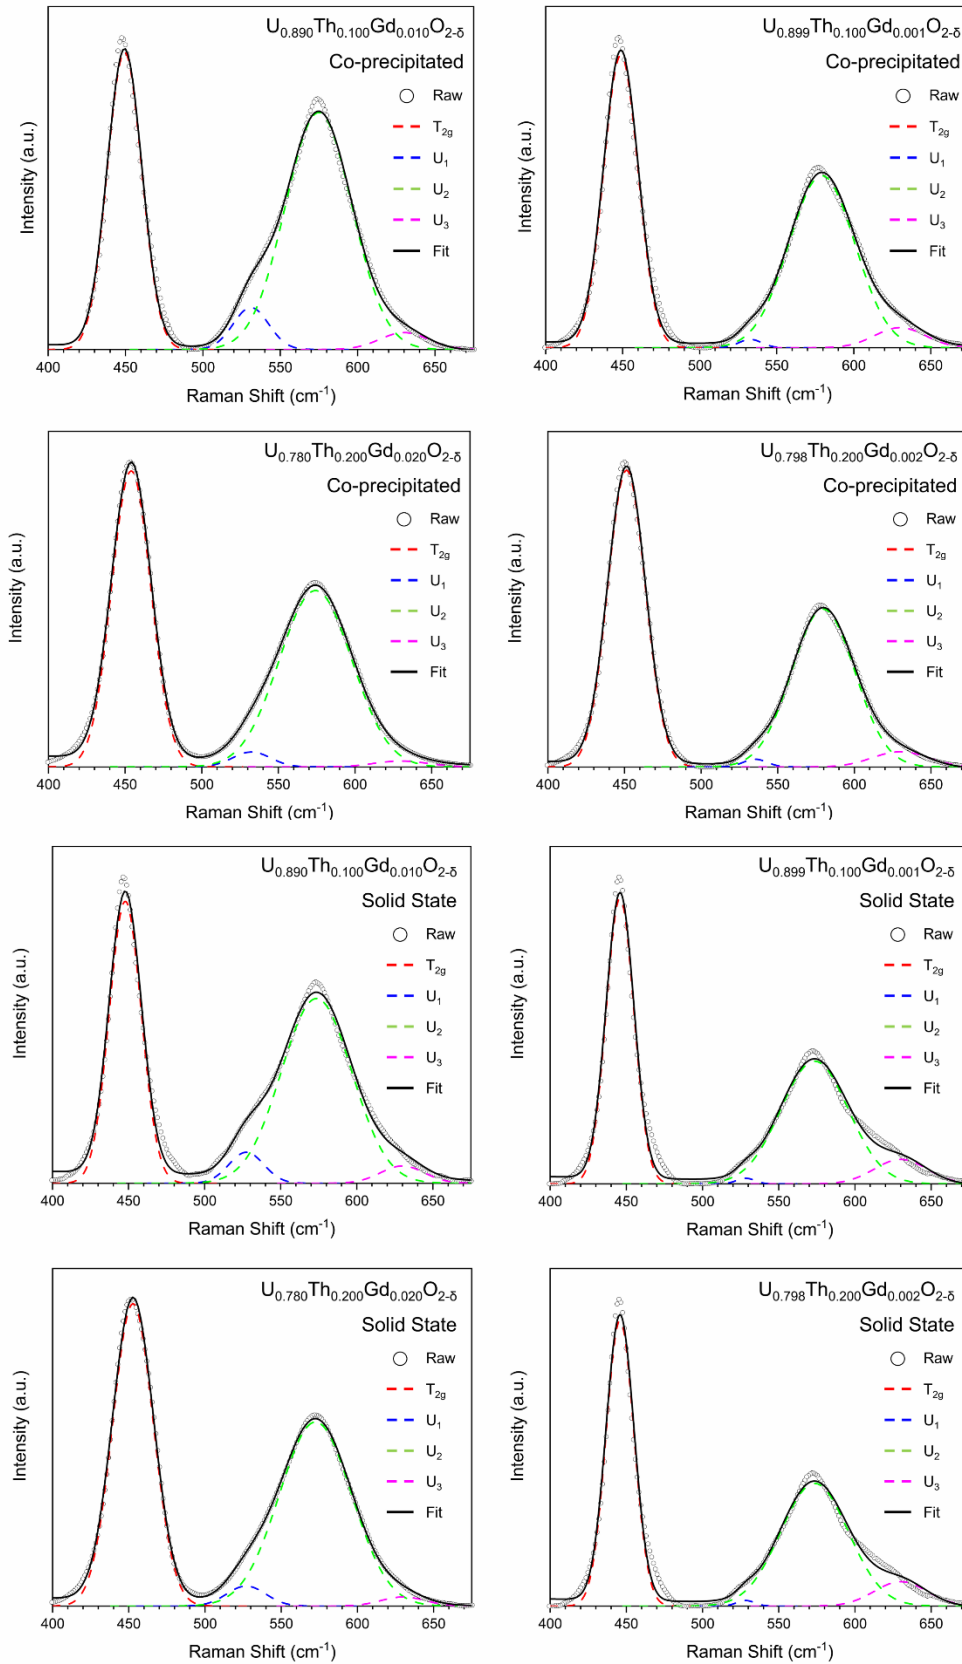 U0.890Th0.100Gd0.010O2-δ
Co-precipitated
Raw
T2g
U1
U2
U3
Fit
Intensity (a.u.)
400 450 500 550 600 650
Raman Shift (cm-1)
U0.899Th0.100Gd0.001O2-δ
Co-precipitated
Raw
T2g
U1
U2
U3
Fit
Intensity (a.u.)
400 450 500 550 600 650
Raman Shift (cm-1)
U0.780Th0.200Gd0.020O2-δ
Co-precipitated
Raw
T2g
U1
U2
U3
Fit
Intensity (a.u.)
400 450 500 550 600 650
Raman Shift (cm-1)
U0.798Th0.200Gd0.002O2-δ
Co-precipitated
Raw
T2g
U1
U2
U3
Fit
Intensity (a.u.)
400 450 500 550 600 650
Raman Shift (cm-1)
U0.890Th0.100Gd0.010O2-δ
Solid State
Raw
T2g
U1
U2
U3
Fit
Intensity (a.u.)
400 450 500 550 600 650
Raman Shift (cm-1)
U0.899Th0.100Gd0.001O2-δ
Solid State
Raw
T2g
U1
U2
U3
Fit
Intensity (a.u.)
400 450 500 550 600 650
Raman Shift (cm-1)
U0.780Th0.200Gd0.020O2-δ
Solid State
Raw
T2g
U1
U2
U3
Fit
Intensity (a.u.)
400 450 500 550 600 650
Raman Shift (cm-1)
U0.798Th0.200Gd0.002O2-δ
Solid State
Raw
T2g
U1
U2
U3
Fit
Intensity (a.u.)
400 450 500 550 600 650
Raman Shift (cm-1)